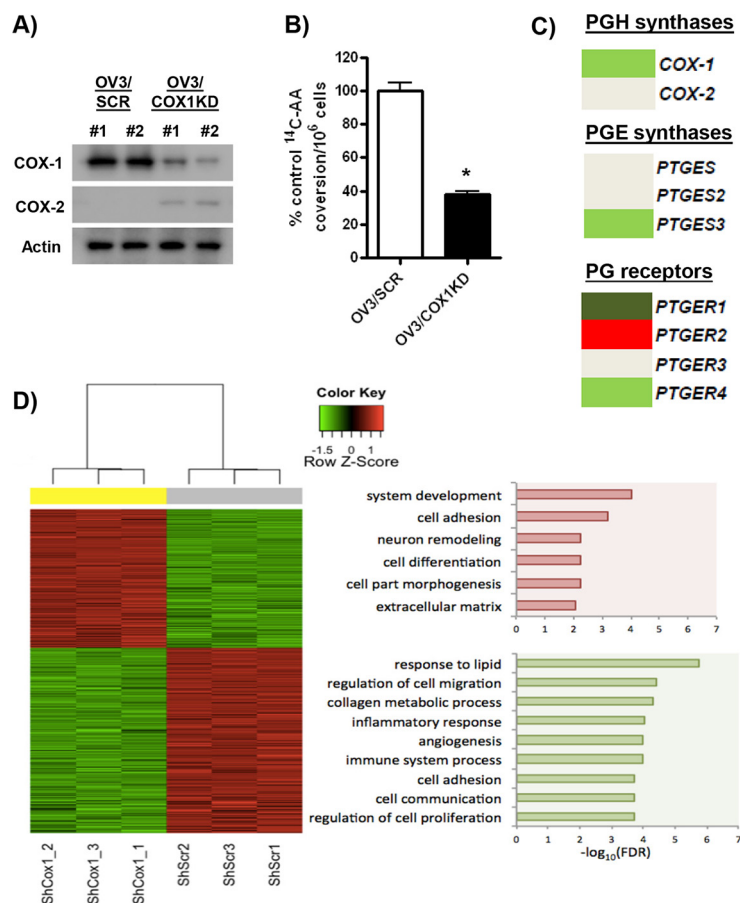 A)
OV3/ OV3/
SCR COX1KD
#1 #2 #1 #2
COX-1
COX-2
Actin
B)
% control 14C-AA
coversion/10^6 cells
120
100
80
60
40
20
0
*
OV3/SCR
OV3/COX1KD
C)
PGH synthases
COX-1
COX-2
PGE synthases
PTGES
PTGES2
PTGES3
PG receptors
PTGER1
PTGER2
PTGER3
PTGER4
D)
Color Key
-1.5 0 1
Row Z-Score
ShCox1_2
ShCox1_3
ShCox1_1
ShScr2
ShScr3
ShScr1
system development
cell adhesion
neuron remodeling
cell differentiation
cell part morphogenesis
extracellular matrix
0 1 2 3 4 5 6 7
response to lipid
regulation of cell migration
collagen metabolic process
inflammatory response
angiogenesis
immune system process
cell adhesion
cell communication
regulation of cell proliferation
0 1 2 3 4 5 6 7
-log10(FDR)